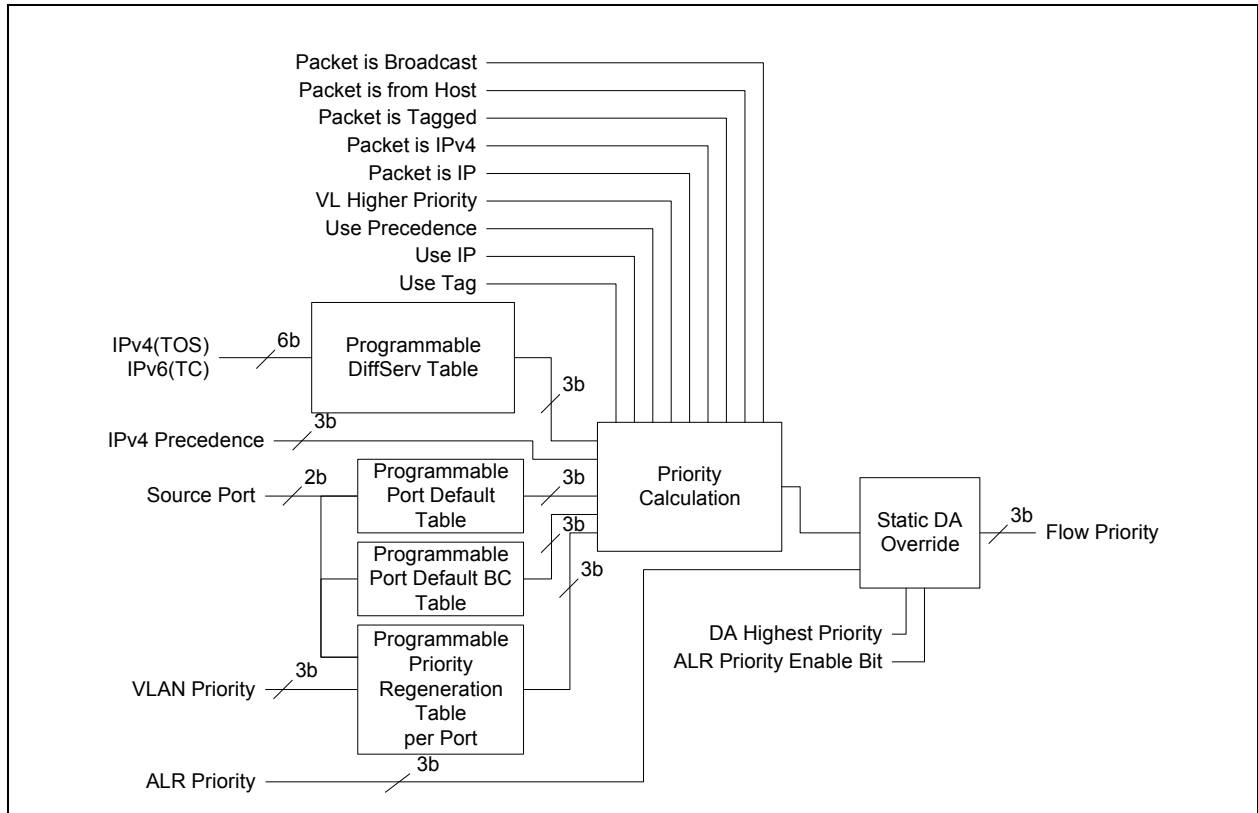 Packet is Broadcast
Packet is from Host
Packet is Tagged
Packet is IPv4
Packet is IP
VL Higher Priority
Use Precedence
Use IP
Use Tag
IPv4(TOS)
IPv6(TC)
6b
Programmable
DiffServ Table
3b
IPv4 Precedence
3b
Source Port
2b
Programmable
Port Default
Table
3b
Programmable
Port Default BC
Table
3b
VLAN Priority
3b
Programmable
Priority
Regeneration
Table
per Port
3b
ALR Priority
3b
Priority
Calculation
Static DA
Override
3b
Flow Priority
DA Highest Priority
ALR Priority Enable Bit